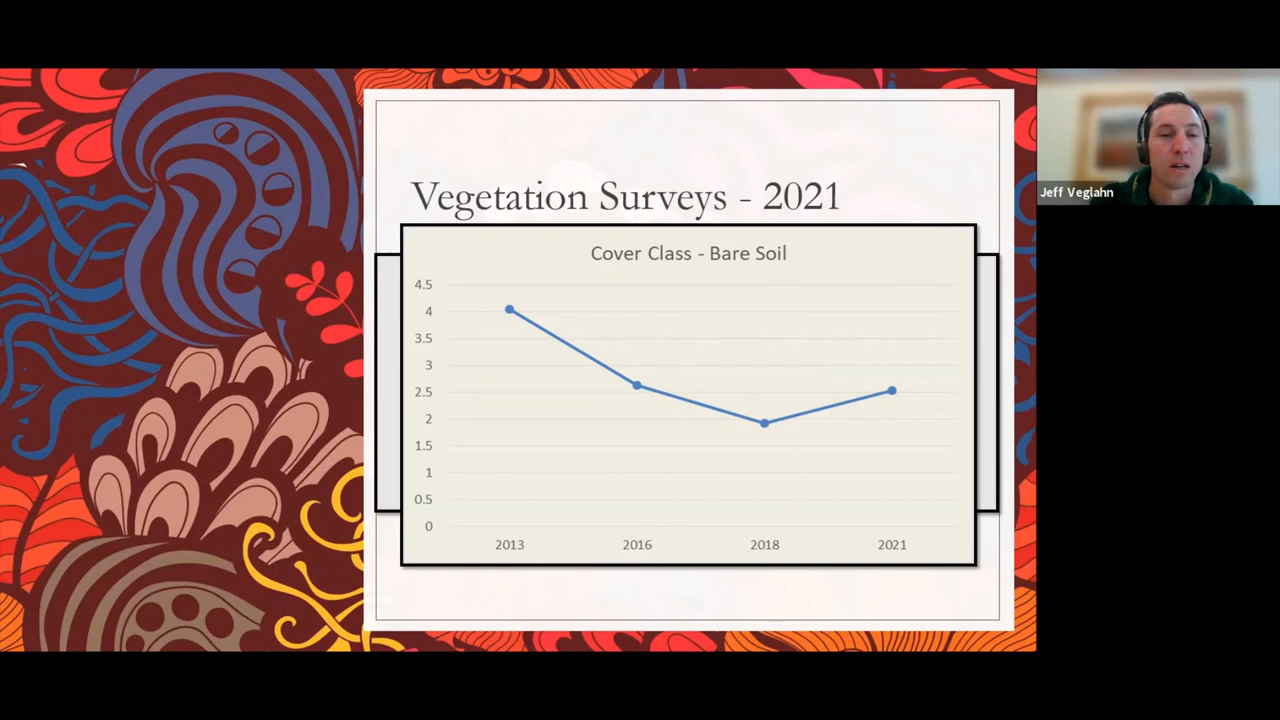 Vegetation Surveys - 2021
Cover Class - Bare Soil
4.5
4
3.5
3
2.5
2
1.5
1
0.5
0
2013 2016 2018 2021
Jeff Veglahn